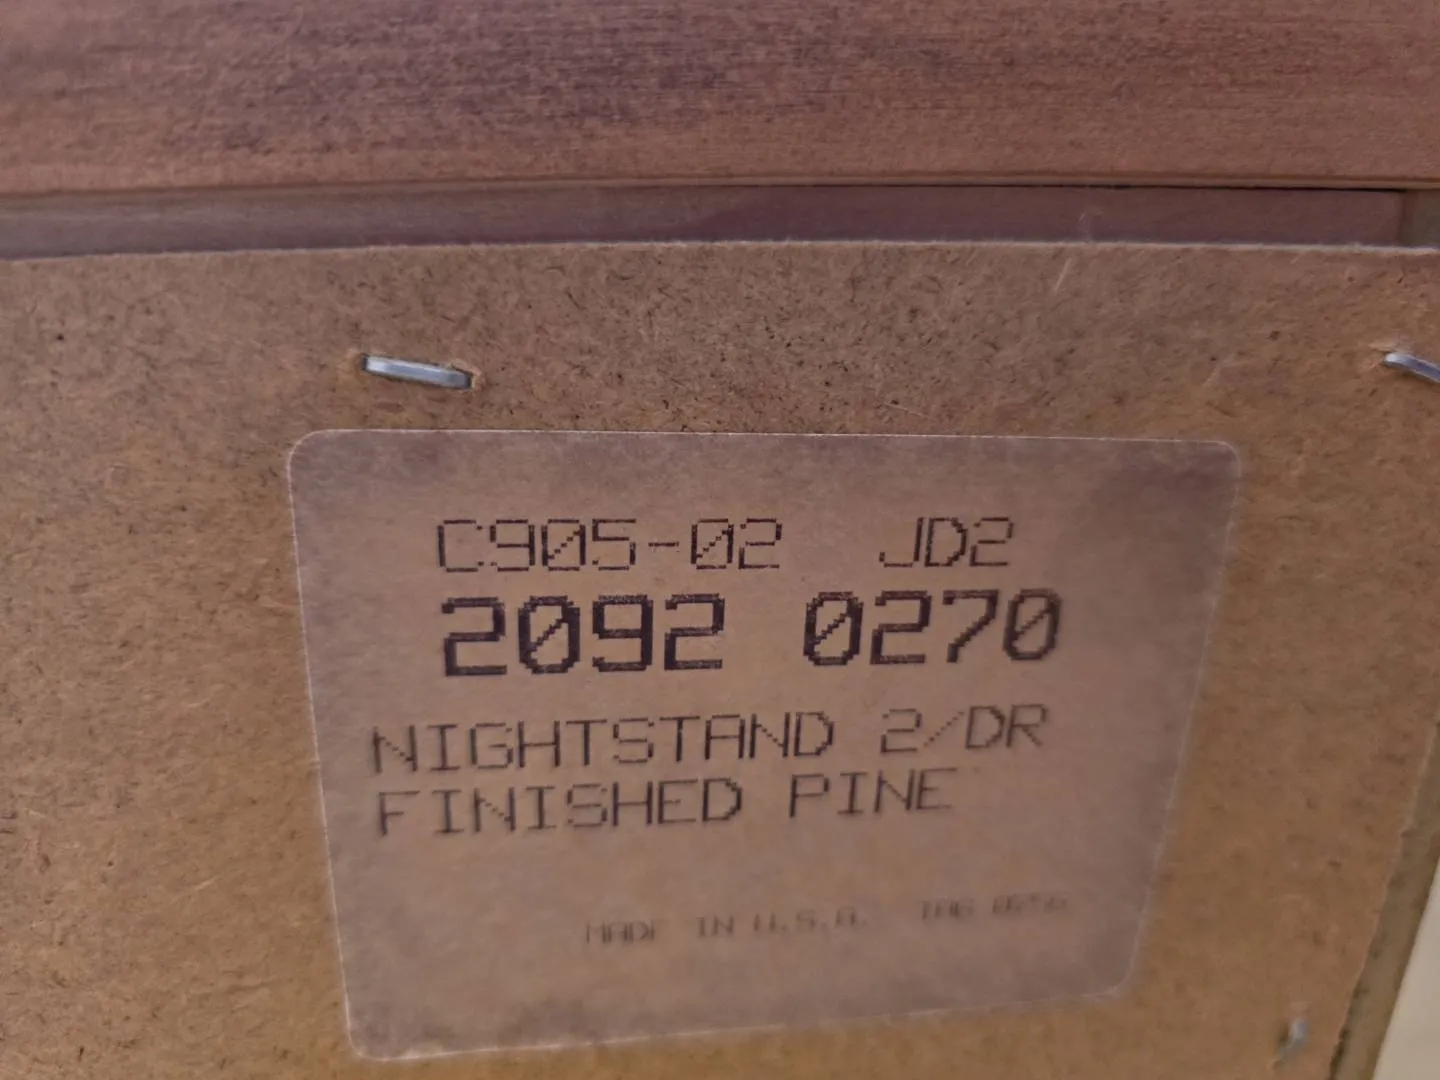 C905-02 JD2
2092 0270
NIGHTSTAND 2/DR
FINISHED PINE
MADE IN U.S.A.